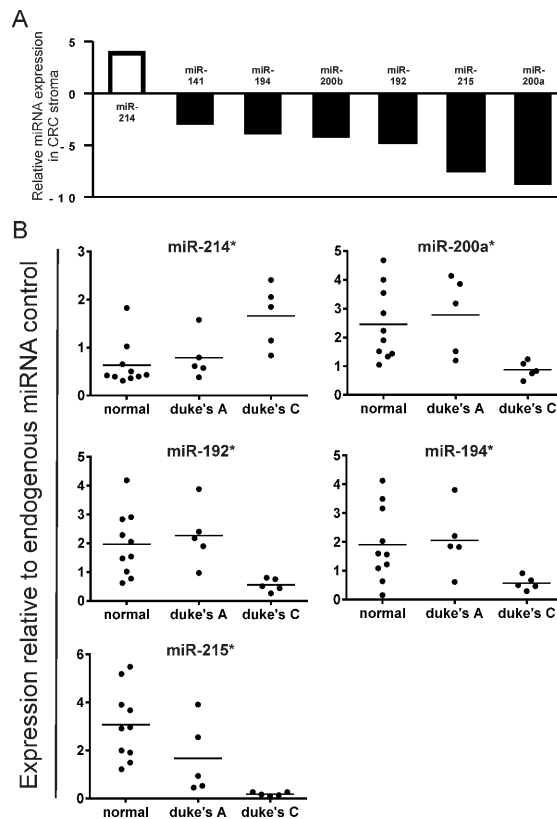 A
Relative miRNA expression
in CRC stroma
5
0
- 5
- 1 0
miR-
214
miR-
141
miR-
194
miR-
200b
miR-
192
miR-
215
miR-
200a
B
Expression relative to endogenous miRNA control
miR-214*
3
2
1
0
normal duke's A duke's C
miR-200a*
5
4
3
2
1
0
normal duke's A duke's C
miR-192*
5
4
3
2
1
0
normal duke's A duke's C
miR-194*
5
4
3
2
1
0
normal duke's A duke's C
miR-215*
6
4
2
0
normal duke's A duke's C